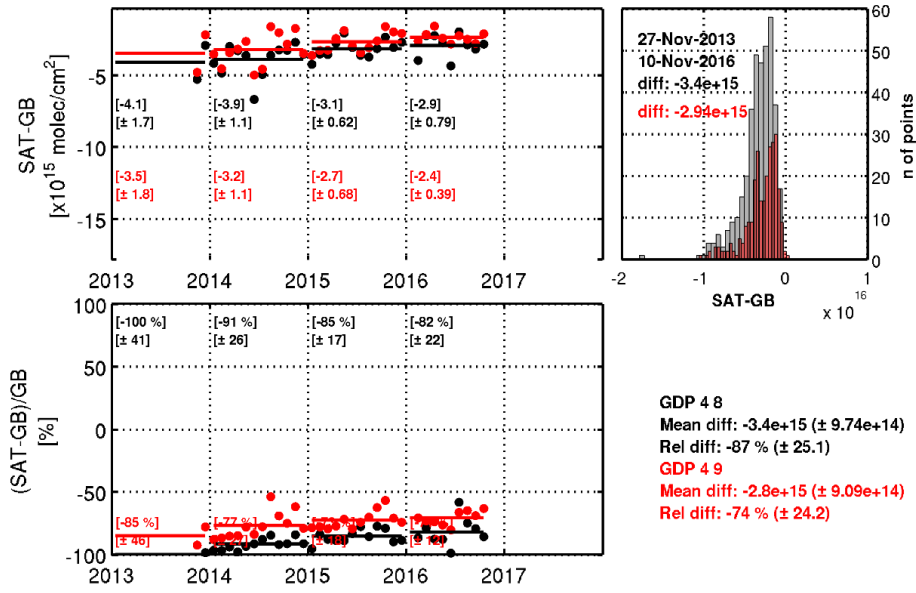 SAT-GB
[x10^15 molec/cm^2]
-5
-10
-15
[-4.1] [-3.9] [-3.1] [-2.9]
[± 1.7] [± 1.1] [± 0.62] [± 0.79]
[-3.5] [-3.2] [-2.7] [-2.4]
[± 1.8] [± 1.1] [± 0.68] [± 0.39]
2013 2014 2015 2016 2017
27-Nov-2013
10-Nov-2016
diff: -3.4e+15
diff: -2.94e+15
60
50
40
30
20
10
0
n of points
-2 -1 0 1
SAT-GB
x 10^16
(SAT-GB)/GB
[%]
100
50
0
-50
-100
[-100 %] [-91 %] [-85 %] [-82 %]
[± 41] [± 26] [± 17] [± 22]
[-85 %] [-77 %]
[± 46] [± 12]
2013 2014 2015 2016 2017
GDP 4 8
Mean diff: -3.4e+15 (± 9.74e+14)
Rel diff: -87 % (± 25.1)
GDP 4 9
Mean diff: -2.8e+15 (± 9.09e+14)
Rel diff: -74 % (± 24.2)